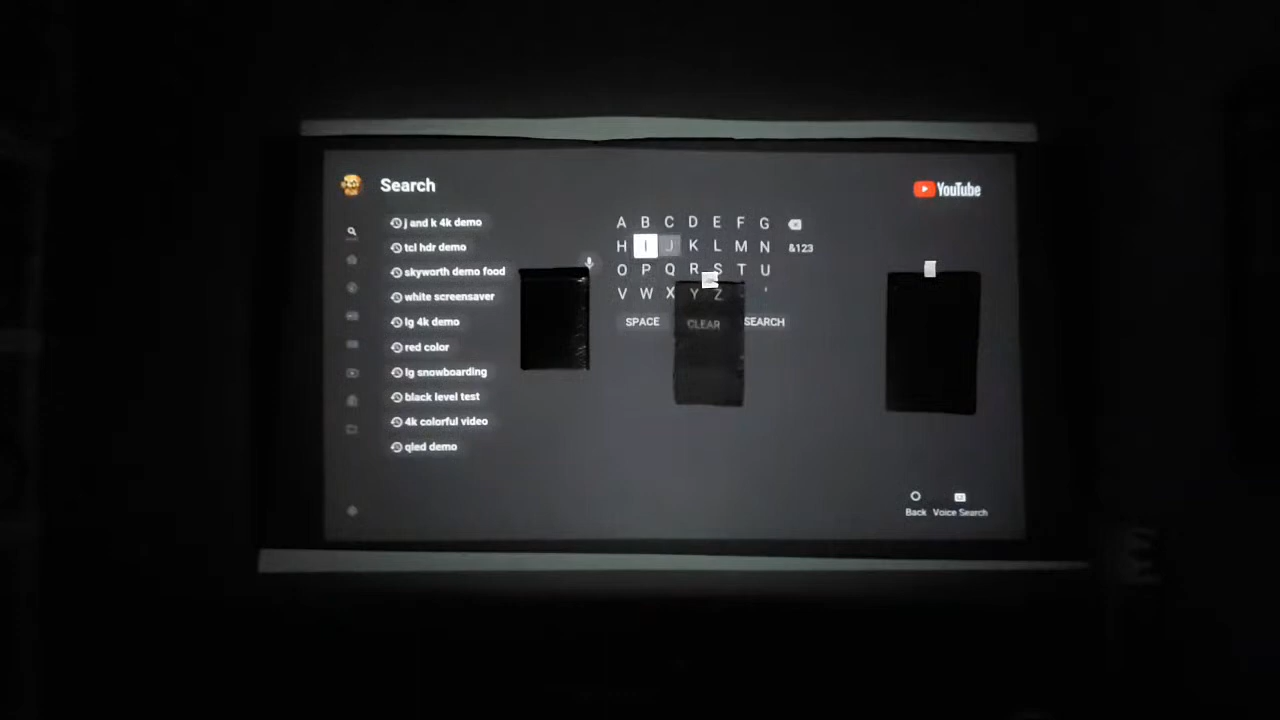 Search
YouTube
j and k 4k demo
tcl hdr demo
skyworth demo food
white screensaver
lg 4k demo
red color
lg snowboarding
black level test
4k colorful video
qled demo
A B C D E F G
H I J K L M N &123
O P Q R S T U
V W X Y Z - '
SPACE CLEAR SEARCH
Back Voice Search